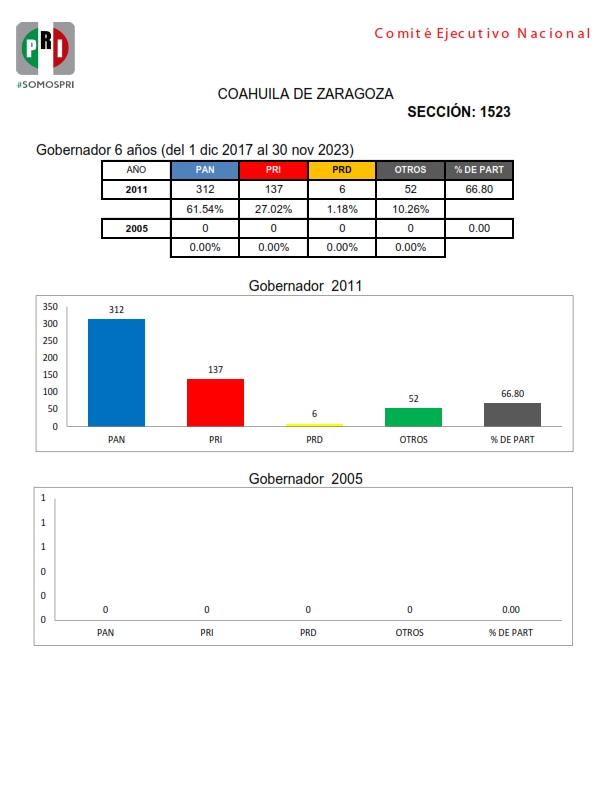 PRI
#SOMOSPRI
Comité Ejecutivo Nacional
COAHUILA DE ZARAGOZA
SECCIÓN: 1523
Gobernador 6 años (del 1 dic 2017 al 30 nov 2023)
AÑO PAN PRI PRD OTROS % DE PART
2011 312 137 6 52 66.80
61.54% 27.02% 1.18% 10.26%
2005 0 0 0 0 0.00
0.00% 0.00% 0.00% 0.00%
Gobernador 2011
350
300
250
200
150
100
50
0
312
137
6
52
66.80
PAN PRI PRD OTROS % DE PART
Gobernador 2005
1
1
1
0
0
0
0 0 0 0 0.00
PAN PRI PRD OTROS % DE PART